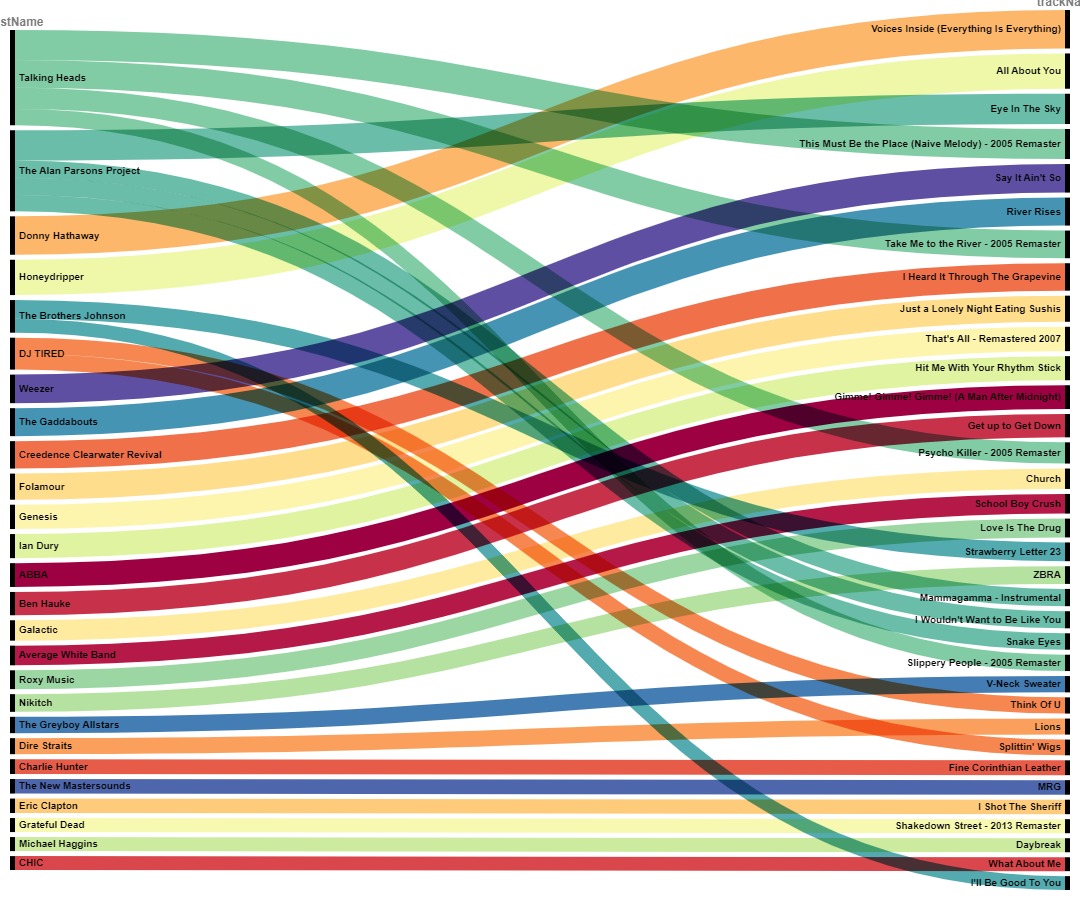 stName
Talking Heads
The Alan Parsons Project
Donny Hathaway
Honeydripper
The Brothers Johnson
DJ TIRED
Weezer
The Gaddabouts
Creedence Clearwater Revival
Folamour
Genesis
Ian Dury
ABBA
Ben Hauke
Galactic
Average White Band
Roxy Music
Nikitch
The Greyboy Allstars
Dire Straits
Charlie Hunter
The New Mastersounds
Eric Clapton
Grateful Dead
Michael Haggins
CHIC
trackNa
Voices Inside (Everything Is Everything)
All About You
Eye In The Sky
This Must Be the Place (Naive Melody) - 2005 Remaster
Say It Ain't So
River Rises
Take Me to the River - 2005 Remaster
I Heard It Through The Grapevine
Just a Lonely Night Eating Sushis
That's All - Remastered 2007
Hit Me With Your Rhythm Stick
Gimme! Gimme! Gimme! (A Man After Midnight)
Get up to Get Down
Psycho Killer - 2005 Remaster
Church
School Boy Crush
Love Is The Drug
Strawberry Letter 23
ZBRA
Mammagamma - Instrumental
I Wouldn't Want to Be Like You
Snake Eyes
Slippery People - 2005 Remaster
V-Neck Sweater
Think Of U
Lions
Splittin' Wigs
Fine Corinthian Leather
MRG
I Shot The Sheriff
Shakedown Street - 2013 Remaster
Daybreak
What About Me
I'll Be Good To You